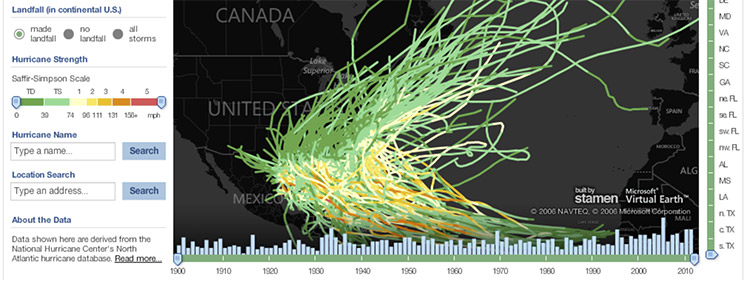 Landfall (in continental U.S.)
made landfall
no landfall
all storms
Hurricane Strength
Saffir-Simpson Scale
TD TS 1 2 3 4 5
0 39 74 96 111 131 155+ mph
Hurricane Name
Type a name...
Search
Location Search
Type an address...
Search
About the Data
Data shown here are derived from the
National Hurricane Center's North
Atlantic hurricane database. Read more...
CANADA
Lake
Superior
UNITED STA
MEXICO
SPAIN
MOROCCO
ALG
MALI
built by
stamen
Microsoft®
Virtual Earth™
© 2006 NAVTEQ, © 2006 Microsoft Corporation
1900 1910 1920 1930 1940 1950 1960 1970 1980 1990 2000 2010
DE
MD
VA
NC
SC
GA
ne. FL
se. FL
sw. FL
nw. FL
AL
MS
LA
n. TX
c. TX
s. TX